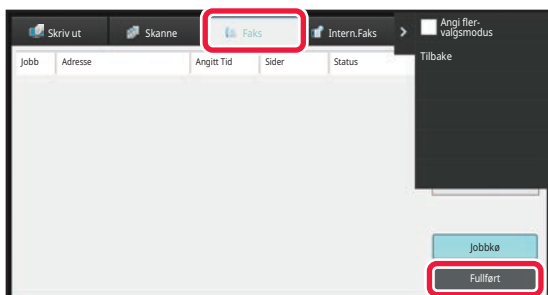 Skriv ut Skanne Faks Intern.Faks
Angi fler-
valgsmodus
Tilbake
Jobb Adresse Angitt Tid Sider Status
Jobbkø
Fullført